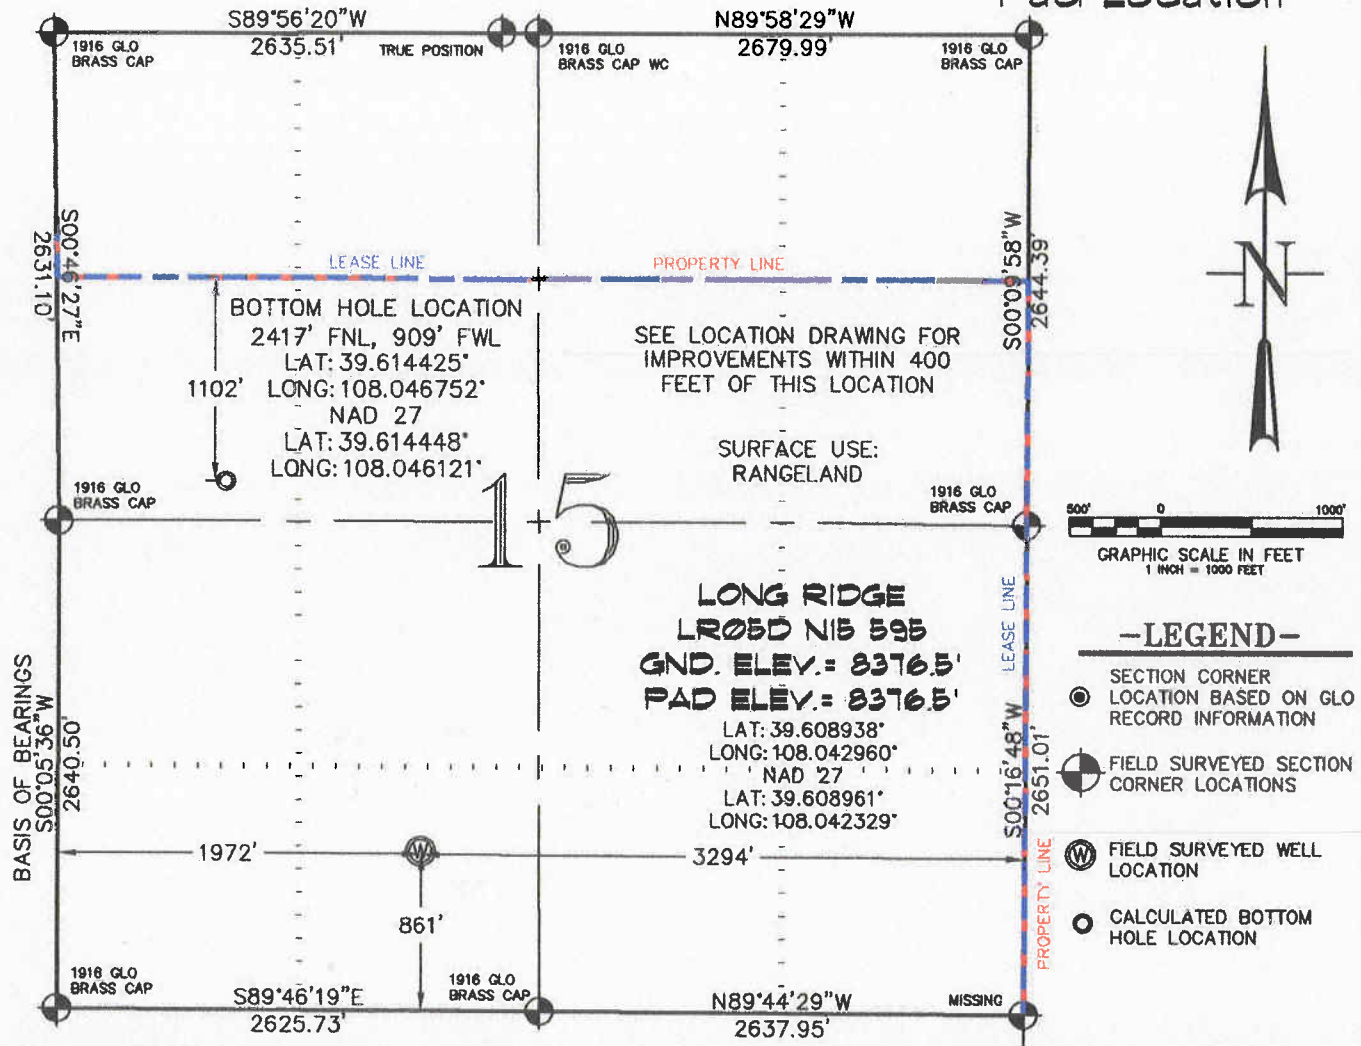 Pad Location
S89°56'20"W
2635.51'
N89°58'29"W
2679.99'
1916 GLO
BRASS CAP
TRUE POSITION
1916 GLO
BRASS CAP WC
1916 GLO
BRASS CAP
S00°46'27"E
2631.10'
LEASE LINE
PROPERTY LINE
S00°09'58"W
2644.39'
N
BOTTOM HOLE LOCATION
2417' FNL, 909' FWL
LAT: 39.614425°
LONG: 108.046752°
NAD 27
LAT: 39.614448°
LONG: 108.046121°
1102'
SEE LOCATION DRAWING FOR
IMPROVEMENTS WITHIN 400
FEET OF THIS LOCATION
SURFACE USE:
RANGELAND
1916 GLO
BRASS CAP
15
1916 GLO
BRASS CAP
500' 0 1000'
GRAPHIC SCALE IN FEET
1 INCH = 1000 FEET
LONG RIDGE
LR05D N15 595
GND. ELEV.= 8376.5'
PAD ELEV.= 8376.5'
LAT: 39.608938°
LONG: 108.042960°
NAD 27
LAT: 39.608961°
LONG: 108.042329°
LEASE LINE
S00°16'48"W
2651.01'
PROPERTY LINE
BASIS OF BEARINGS
S00°05'36"W
2640.50'
1972'
W
3294'
861'
1916 GLO
BRASS CAP
S89°46'19"E
2625.73'
1916 GLO
BRASS CAP
N89°44'29"W
2637.95'
MISSING
-LEGEND-
SECTION CORNER
LOCATION BASED ON GLO
RECORD INFORMATION
FIELD SURVEYED SECTION
CORNER LOCATIONS
W
FIELD SURVEYED WELL
LOCATION
CALCULATED BOTTOM
HOLE LOCATION